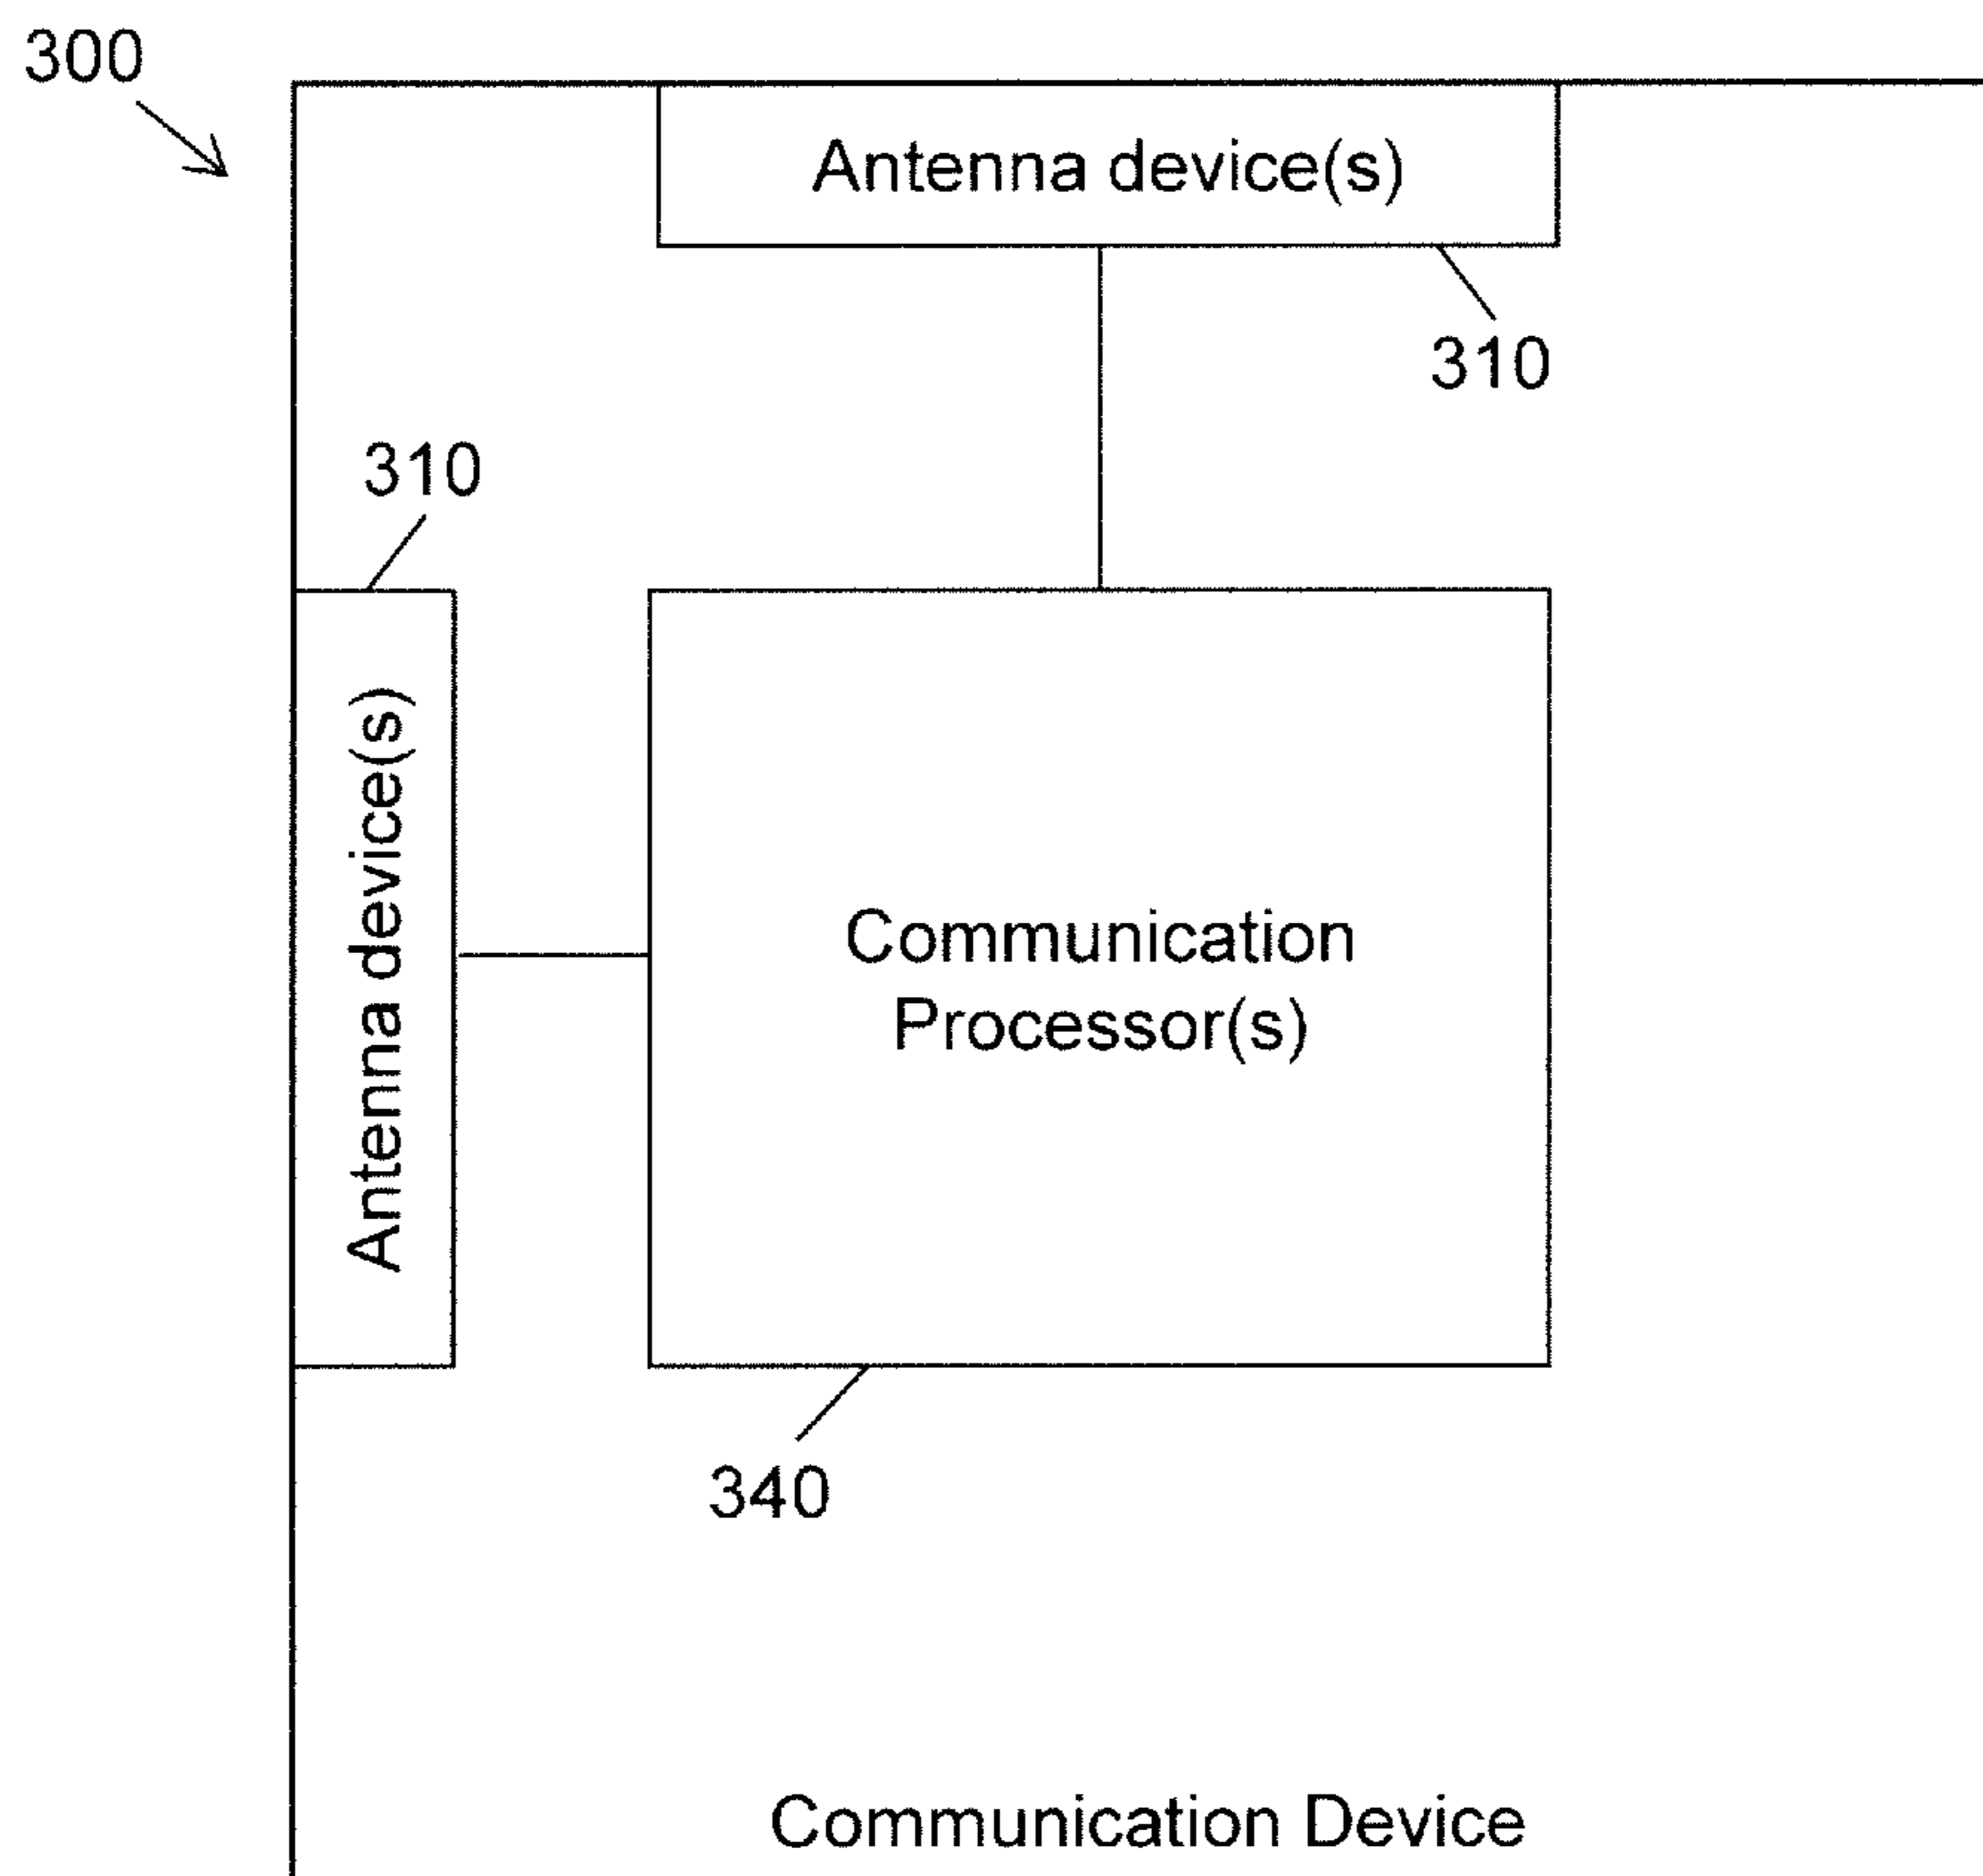 300
Antenna device(s)
310
310
Antenna device(s)
Communication
Processor(s)
340
Communication Device